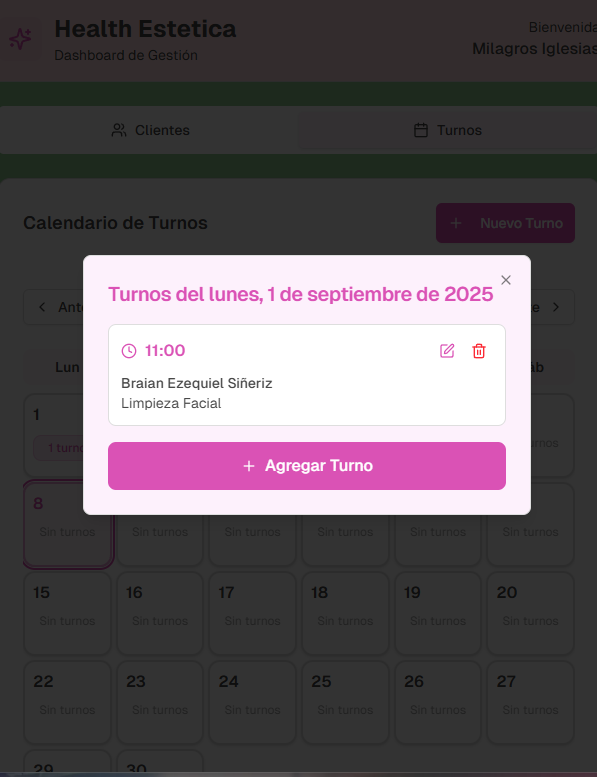 Health Estetica
Dashboard de Gestión
Bienvenida
Milagros Iglesias
Clientes
Turnos
Calendario de Turnos
+ Nuevo Turno
Turnos del lunes, 1 de septiembre de 2025
11:00
Braian Ezequiel Siñeriz
Limpieza Facial
+ Agregar Turno
Lun
1
8
Sin turnos Sin turnos Sin turnos Sin turnos Sin turnos Sin turnos
15 16 17 18 19 20
Sin turnos Sin turnos Sin turnos Sin turnos Sin turnos Sin turnos
22 23 24 25 26 27
Sin turnos Sin turnos Sin turnos Sin turnos Sin turnos Sin turnos
29 30